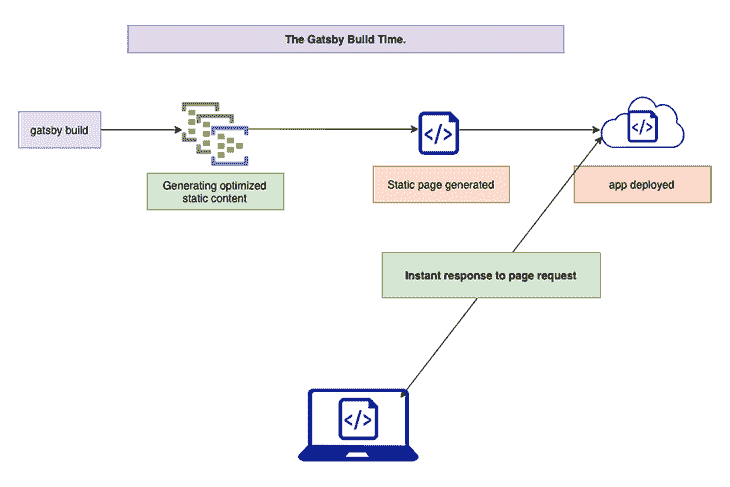 The Gatsby Build Time.
gatsby build
</>
</>
Generating optimized
static content
Static page generated
app deployed
Instant response to page request
</>